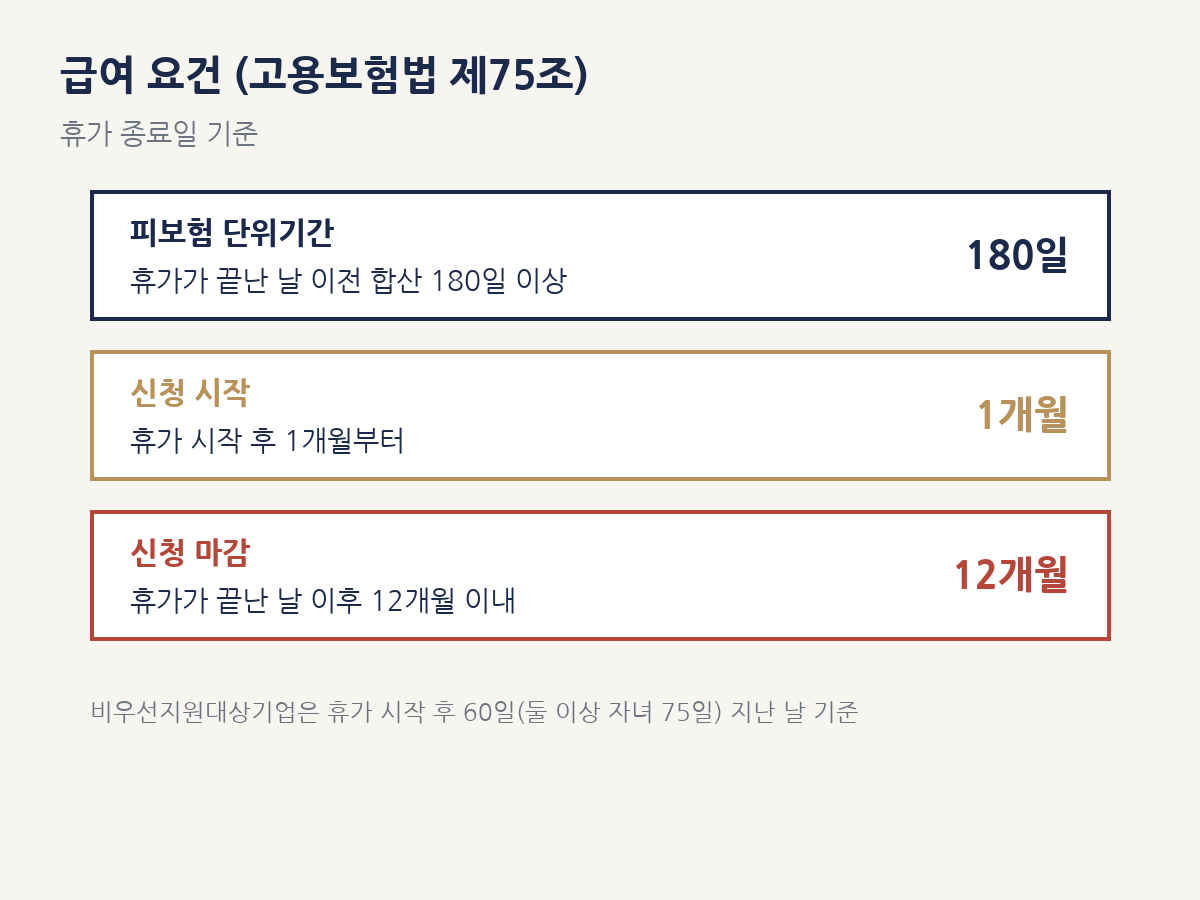 급여 요건 (고용보험법 제75조)
휴가 종료일 기준
피보험 단위기간
휴가가 끝난 날 이전 합산 180일 이상
180일
신청 시작
휴가 시작 후 1개월부터
1개월
신청 마감
휴가가 끝난 날 이후 12개월 이내
12개월
비우선지원대상기업은 휴가 시작 후 60일(둘 이상 자녀 75일) 지난 날 기준